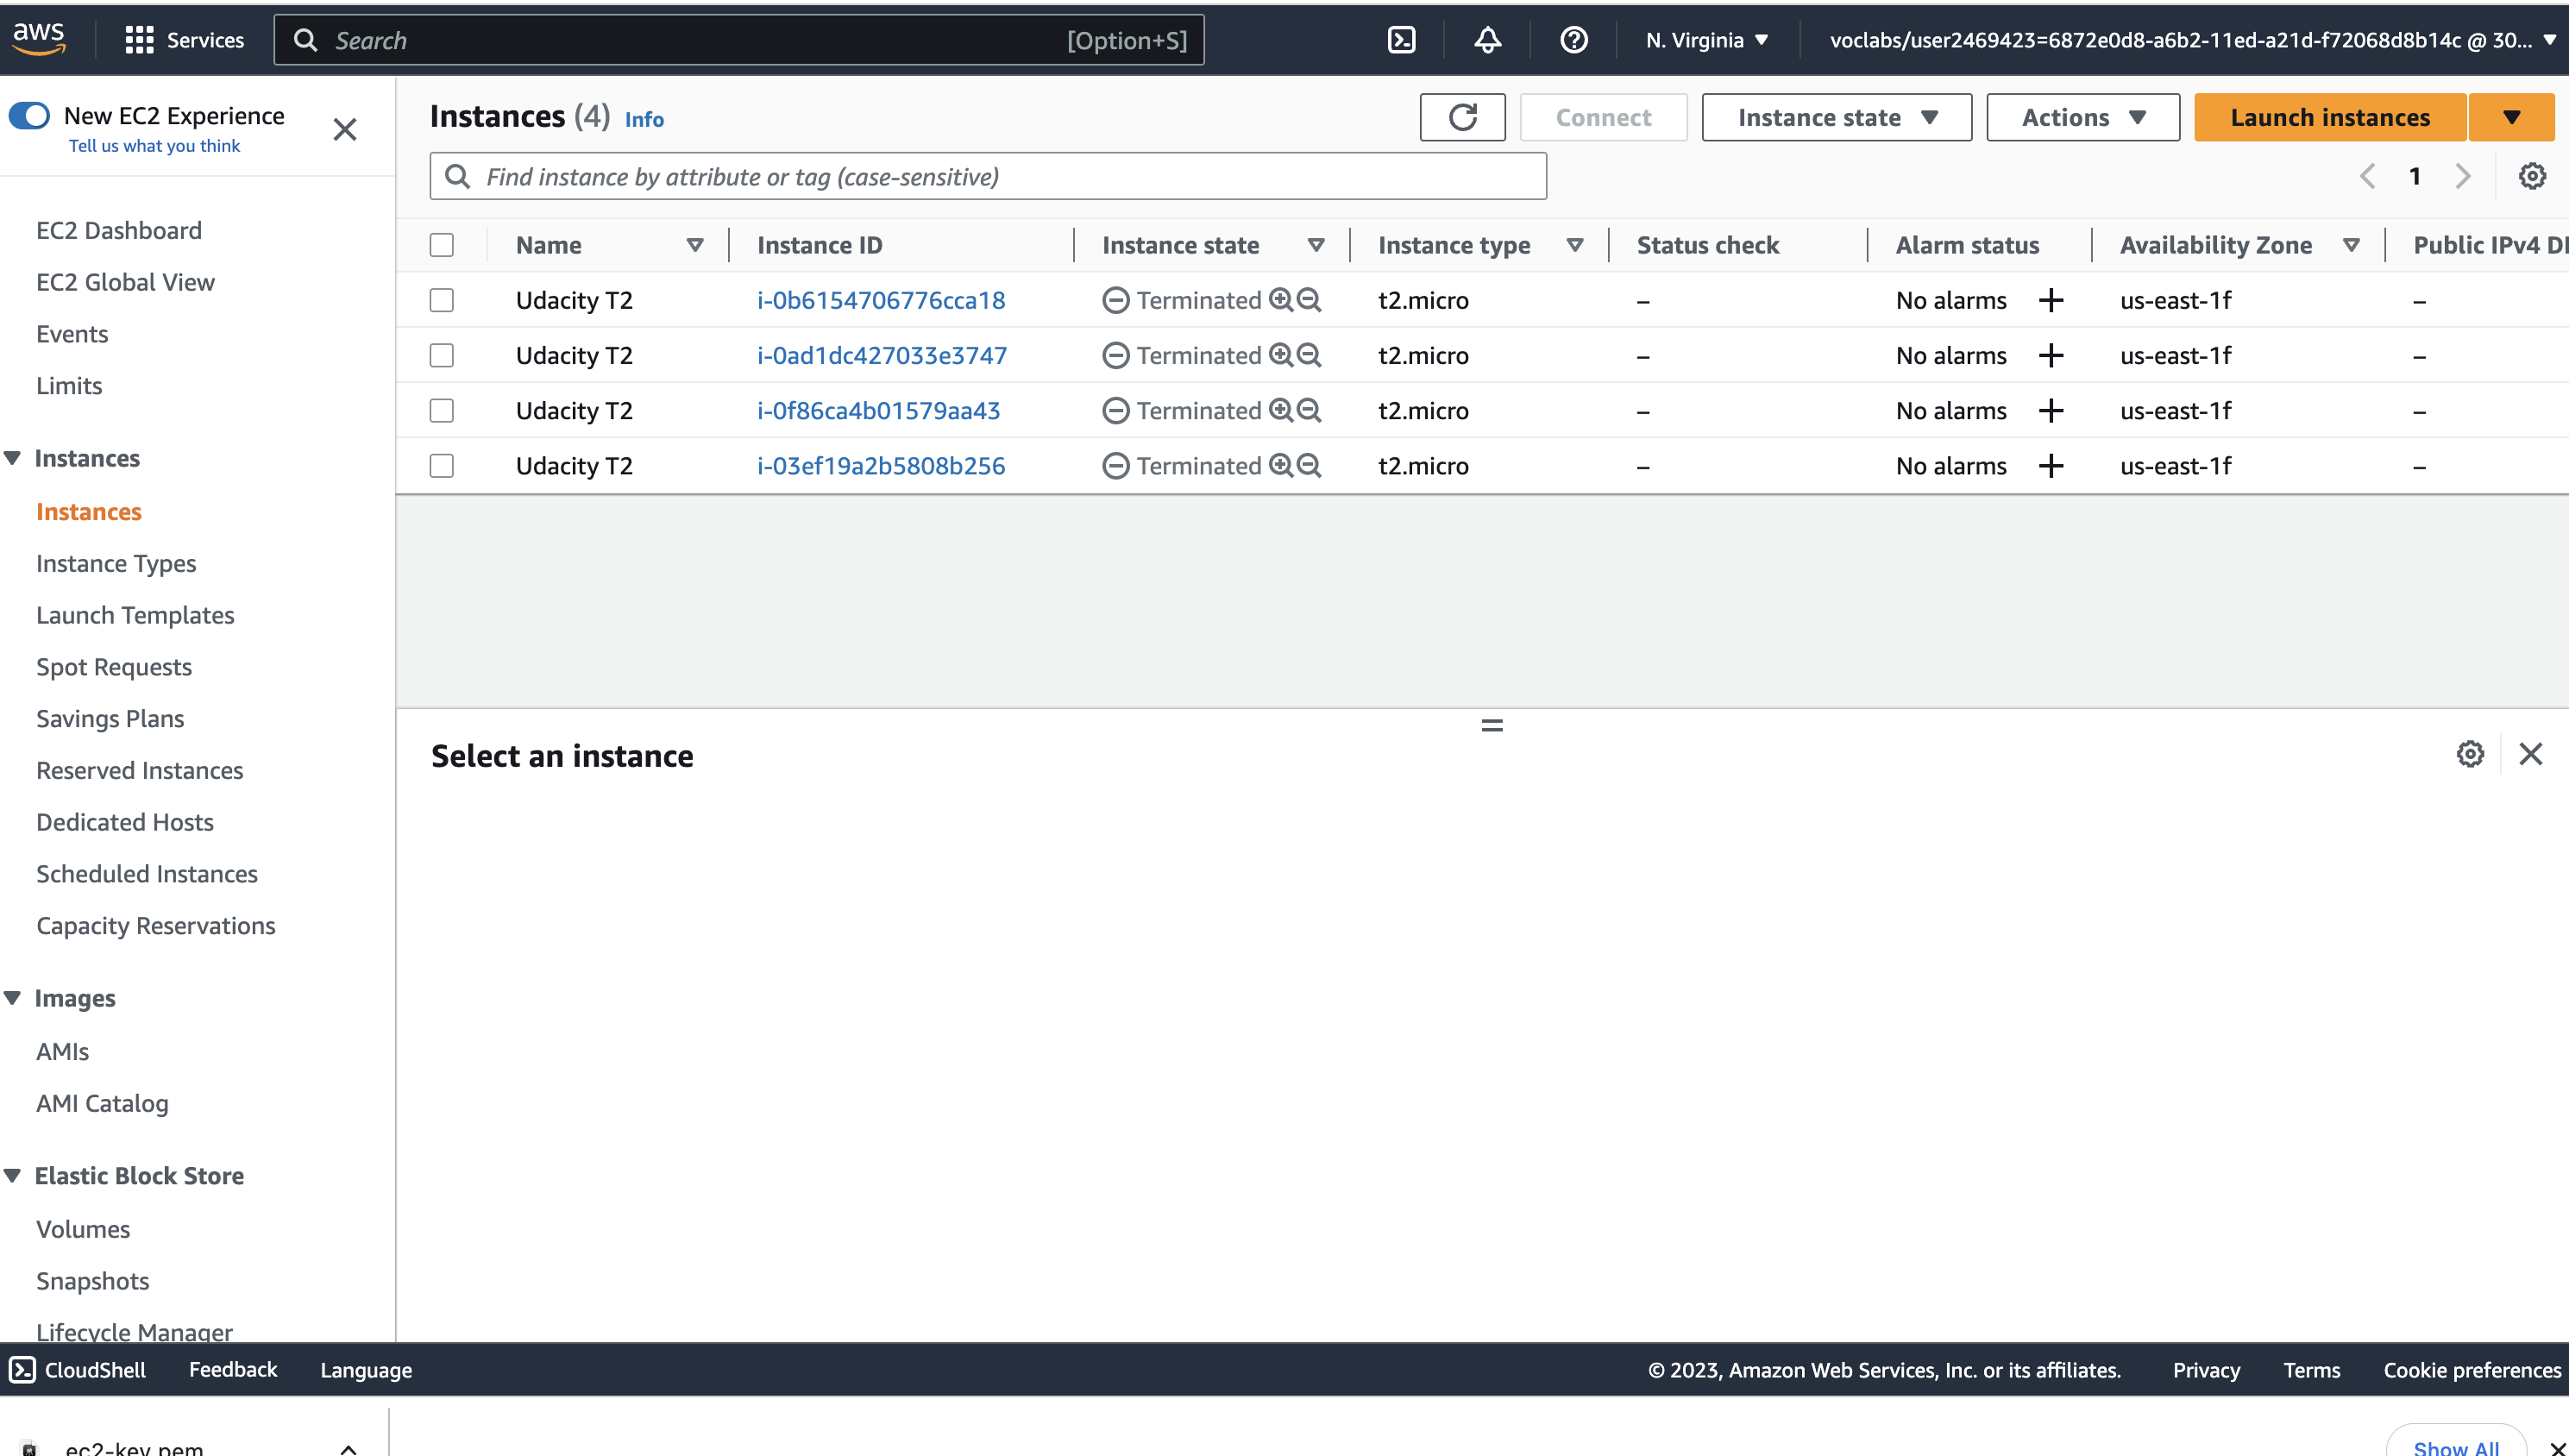 aws
Services
Search [Option+S]
N. Virginia
voclabs/user2469423=6872e0d8-a6b2-11ed-a21d-f72068d8b14c @ 30...
New EC2 Experience
Tell us what you think
EC2 Dashboard
EC2 Global View
Events
Limits
Instances
Instances
Instance Types
Launch Templates
Spot Requests
Savings Plans
Reserved Instances
Dedicated Hosts
Scheduled Instances
Capacity Reservations
Images
AMIs
AMI Catalog
Elastic Block Store
Volumes
Snapshots
Lifecycle Manager
Instances (4) Info
Connect
Instance state
Actions
Launch instances
Find instance by attribute or tag (case-sensitive)
1
Name Instance ID Instance state Instance type Status check Alarm status Availability Zone Public IPv4 D
Udacity T2 i-0b6154706776cca18 Terminated t2.micro – No alarms + us-east-1f –
Udacity T2 i-0ad1dc427033e3747 Terminated t2.micro – No alarms + us-east-1f –
Udacity T2 i-0f86ca4b01579aa43 Terminated t2.micro – No alarms + us-east-1f –
Udacity T2 i-03ef19a2b5808b256 Terminated t2.micro – No alarms + us-east-1f –
Select an instance
CloudShell Feedback Language
© 2023, Amazon Web Services, Inc. or its affiliates. Privacy Terms Cookie preferences
ec2-key.pem
Show All